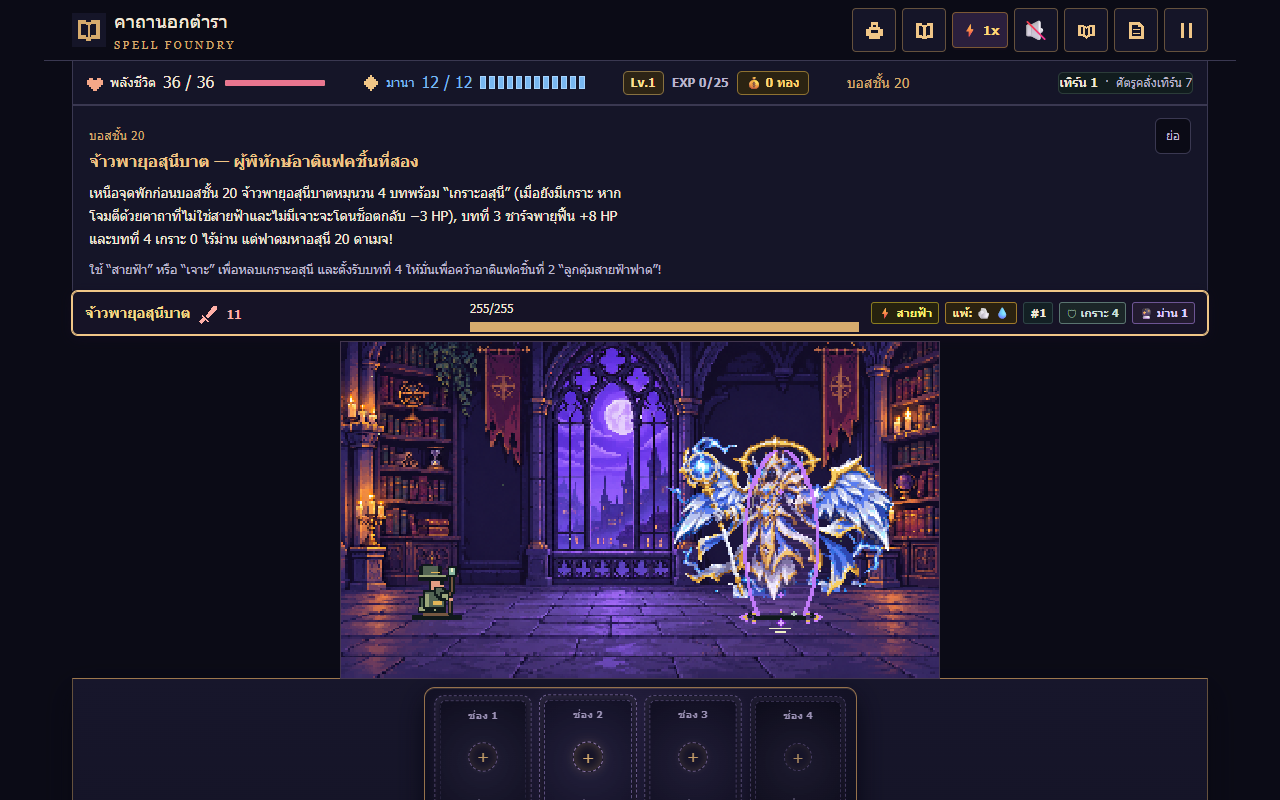 คาถานอกตำรา
SPELL FOUNDRY
1x
พลังชีวิต 36 / 36
มานา 12 / 12
Lv.1 EXP 0/25 0 ทอง
บอสชั้น 20
เทิร์น 1 · ศัตรูคลั่งเทิร์น 7
บอสชั้น 20
ย่อ
จ้าวพายุอสุนีบาต — ผู้พิทักษ์อาติแฟคชิ้นที่สอง
เหนือจุดพักก่อนบอสชั้น 20 จ้าวพายุอสุนีบาตหมุนวน 4 บทพร้อม “เกราะอสุนี” (เมื่อยังมีเกราะ หาก
โจมตีด้วยคาถาที่ไม่ใช่สายฟ้าและไม่มีเจาะจะโดนช็อตกลับ −3 HP), บทที่ 3 ชาร์จพายุฟื้น +8 HP
และบทที่ 4 เกราะ 0 ไร้ม่าน แต่ฟาดมหาอสุนี 20 ดาเมจ!
ใช้ “สายฟ้า” หรือ “เจาะ” เพื่อหลบเกราะอสุนี และตั้งรับบทที่ 4 ให้มั่นเพื่อคว้าอาติแฟคชิ้นที่ 2 “ลูกตุ้มสายฟ้าฟาด”!
จ้าวพายุอสุนีบาต 11
255/255
สายฟ้า แพ้: #1 เกราะ 4 ม่าน 1
ช่อง 1 ช่อง 2 ช่อง 3 ช่อง 4
+ + + +